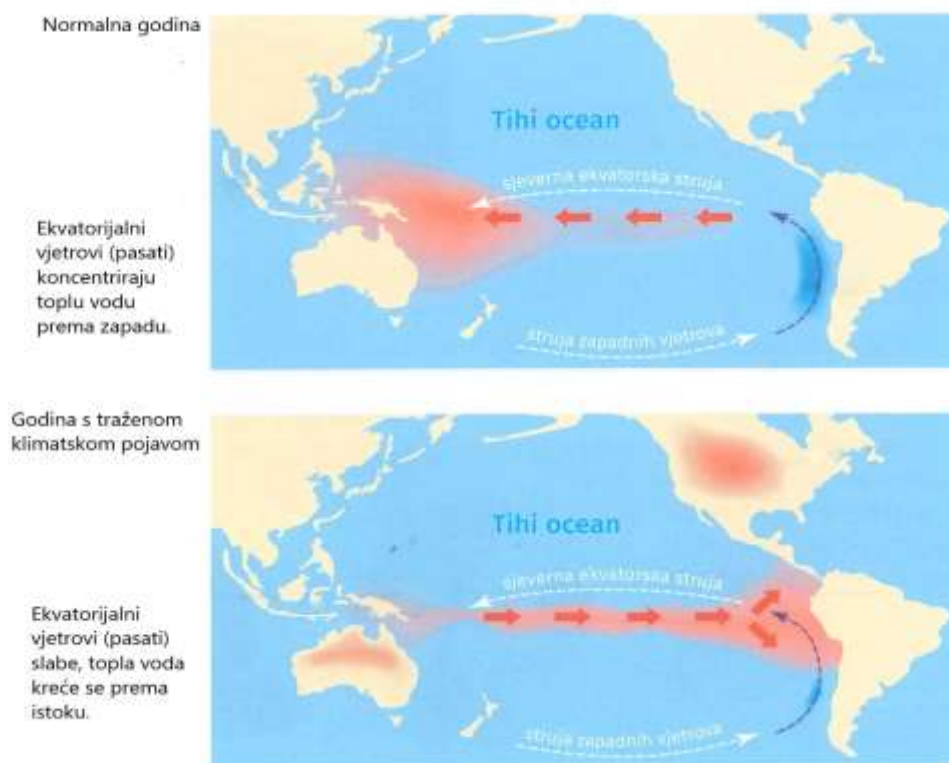 Normalna godina
Tihi ocean
sjeverna ekvatorska struja
Ekvatorijalni
vjetrovi (pasati)
koncentriraju
toplu vodu
prema zapadu.
struja zapadnih vjetrova
Godina s traženom
klimatskom pojavom
Tihi ocean
sjeverna ekvatorska struja
Ekvatorijalni
vjetrovi (pasati)
slabe, topla voda
kreće se prema
istoku.
struja zapadnih vjetrova